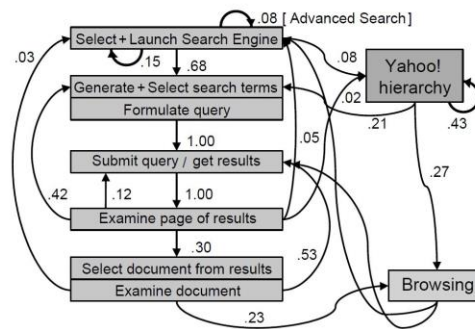 .08 [ Advanced Search]
.03
Select + Launch Search Engine
.15
.08
.68
Yahoo!
hierarchy
Generate + Select search terms
.02
Formulate query
.21
.43
1.00
.05
Submit query / get results
.27
.42
.12
1.00
Examine page of results
.30
.53
Select document from results
Examine document
Browsing
.23